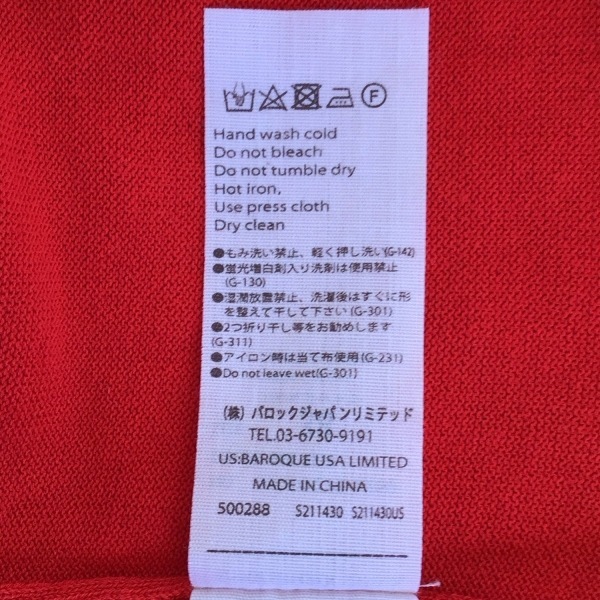 F
Hand wash cold
Do not bleach
Do not tumble dry
Hot iron,
Use press cloth
Dry clean
●もみ洗い禁止、軽く押し洗い(G-142)
●蛍光増白剤入り洗剤は使用禁止
(G-130)
●湿潤放置禁止、洗濯後はすぐに形
を整えて干して下さい(G-301)
●2つ折り干し等をお勧めします
(G-311)
●アイロン時は当て布使用(G-231)
●Do not leave wet(G-301)
(株) バロックジャパンリミテッド
TEL.03-6730-9191
US:BAROQUE USA LIMITED
MADE IN CHINA
500288 S211430 S211430US